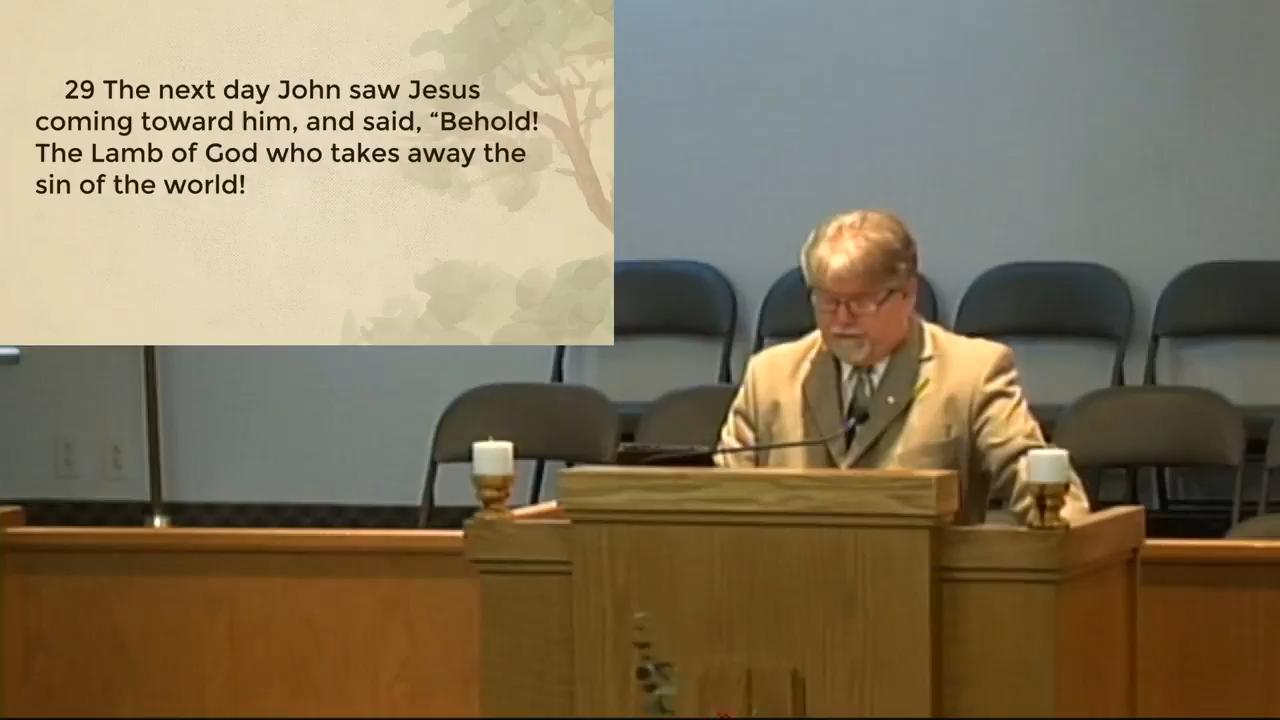 29 The next day John saw Jesus
coming toward him, and said, “Behold!
The Lamb of God who takes away the
sin of the world!